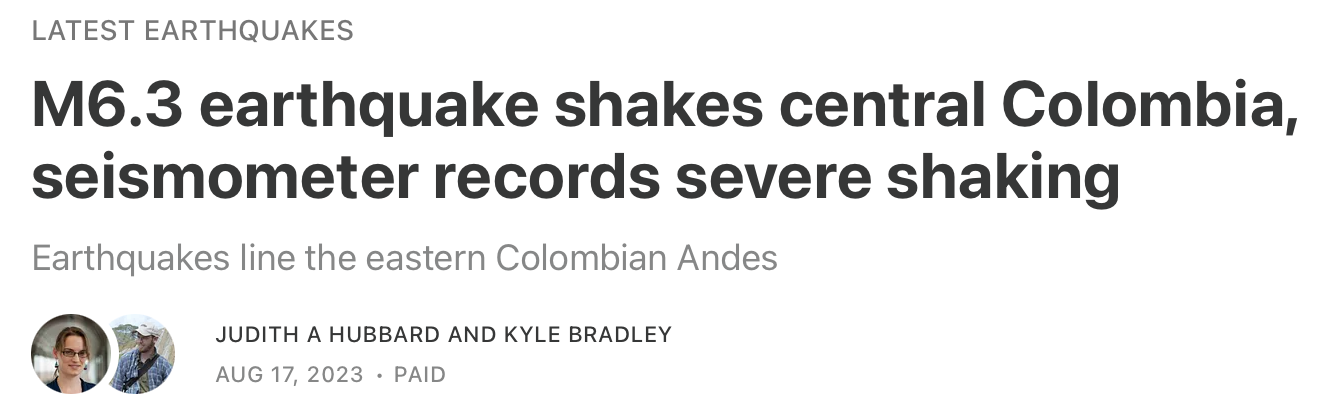 LATEST EARTHQUAKES
M6.3 earthquake shakes central Colombia,
seismometer records severe shaking
Earthquakes line the eastern Colombian Andes
JUDITH A HUBBARD AND KYLE BRADLEY
AUG 17, 2023 • PAID